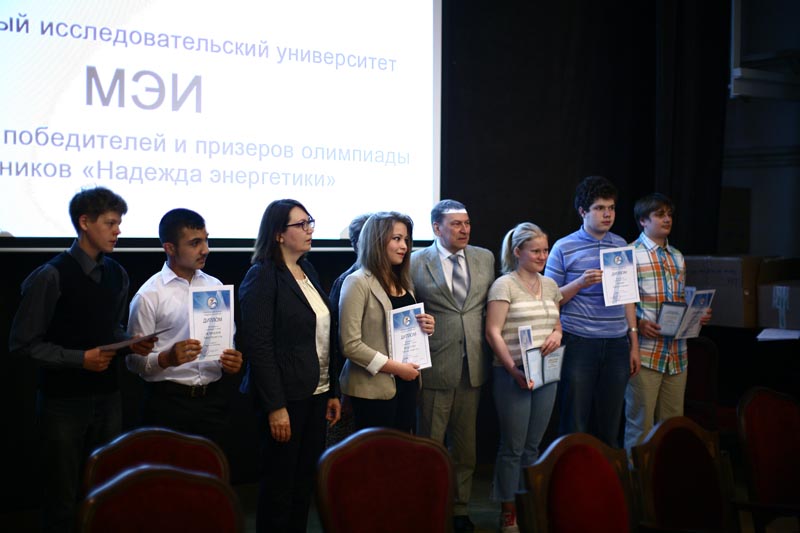 ый исследовательский университет
МЭИ
победителей и призеров олимпиады
ников «Надежда энергетики»
ДИПЛОМ
ДИПЛОМ
ДИПЛОМ